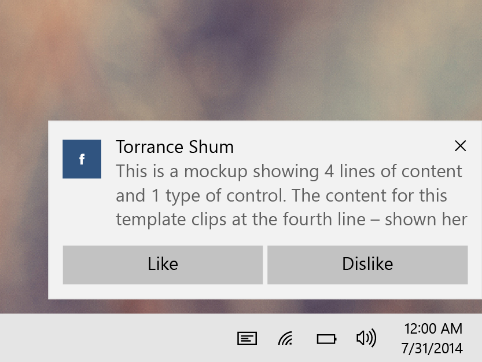 f
Torrance Shum
This is a mockup showing 4 lines of content
and 1 type of control. The content for this
template clips at the fourth line – shown her
Like
Dislike
12:00 AM
7/31/2014